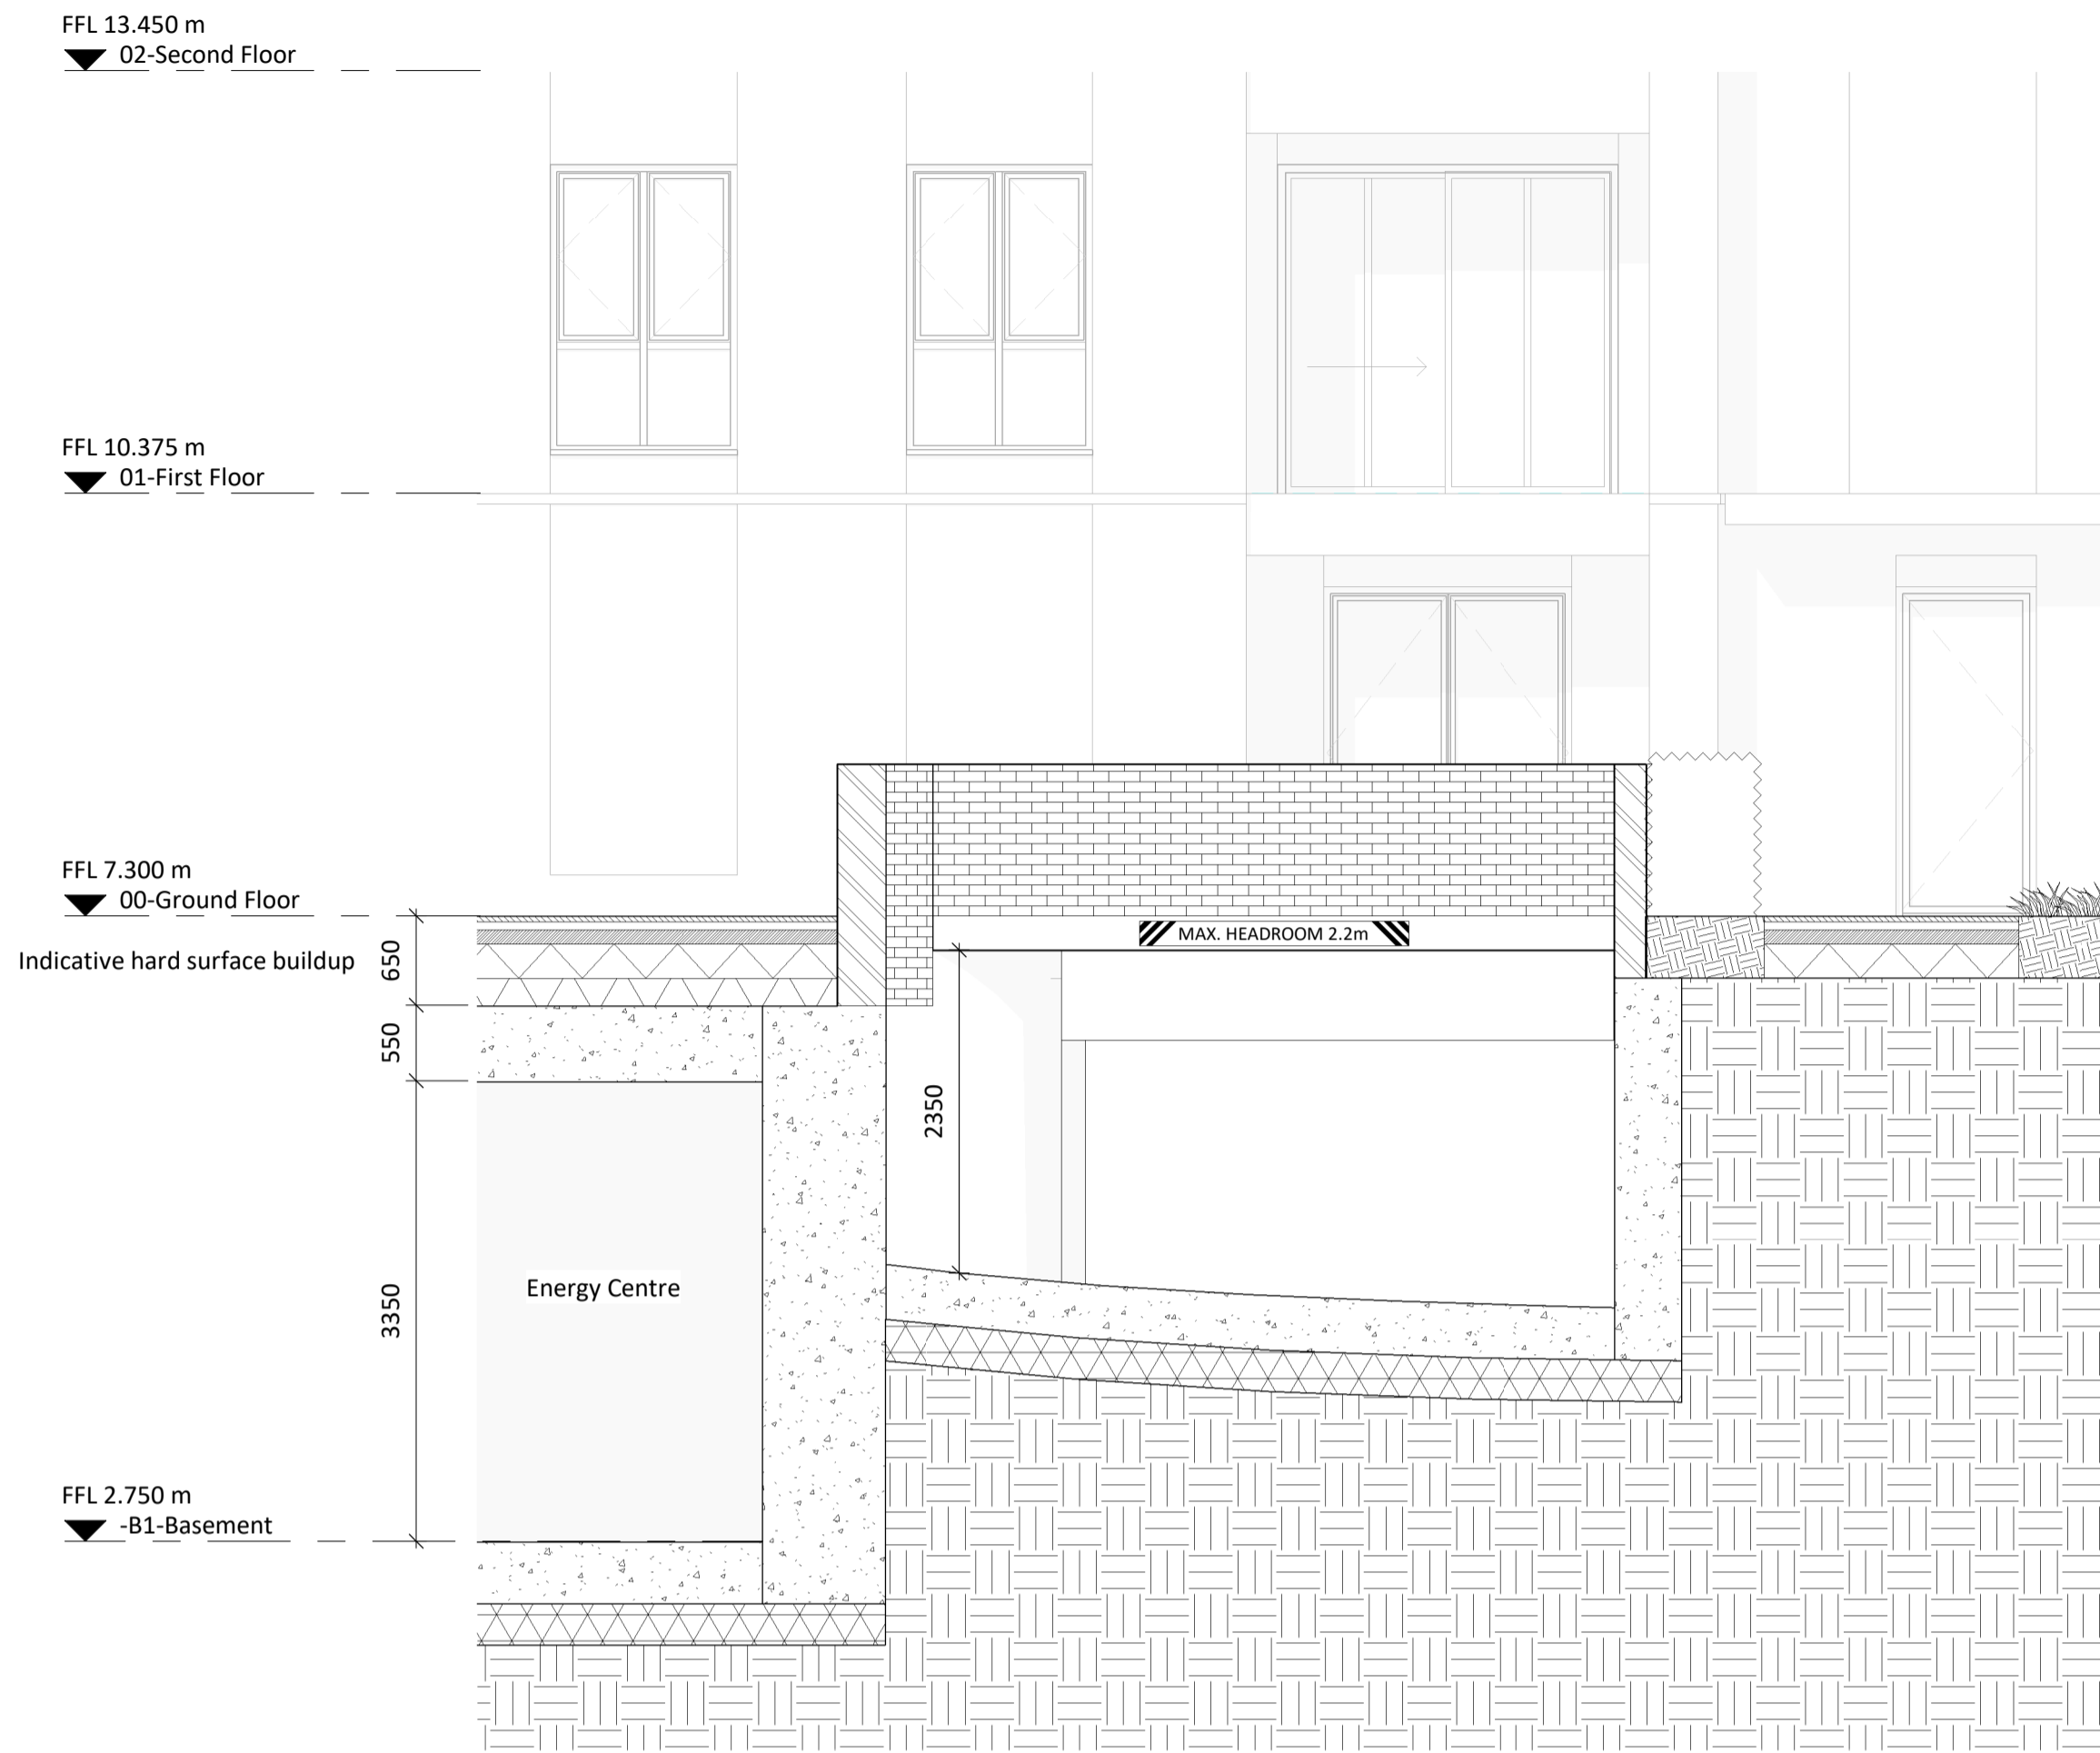 FFL 13.450 m
02-Second Floor
FFL 10.375 m
01-First Floor
FFL 7.300 m
00-Ground Floor
MAX. HEADROOM 2.2m
Indicative hard surface buildup
650
550
2350
Energy Centre
3350
FFL 2.750 m
-B1-Basement